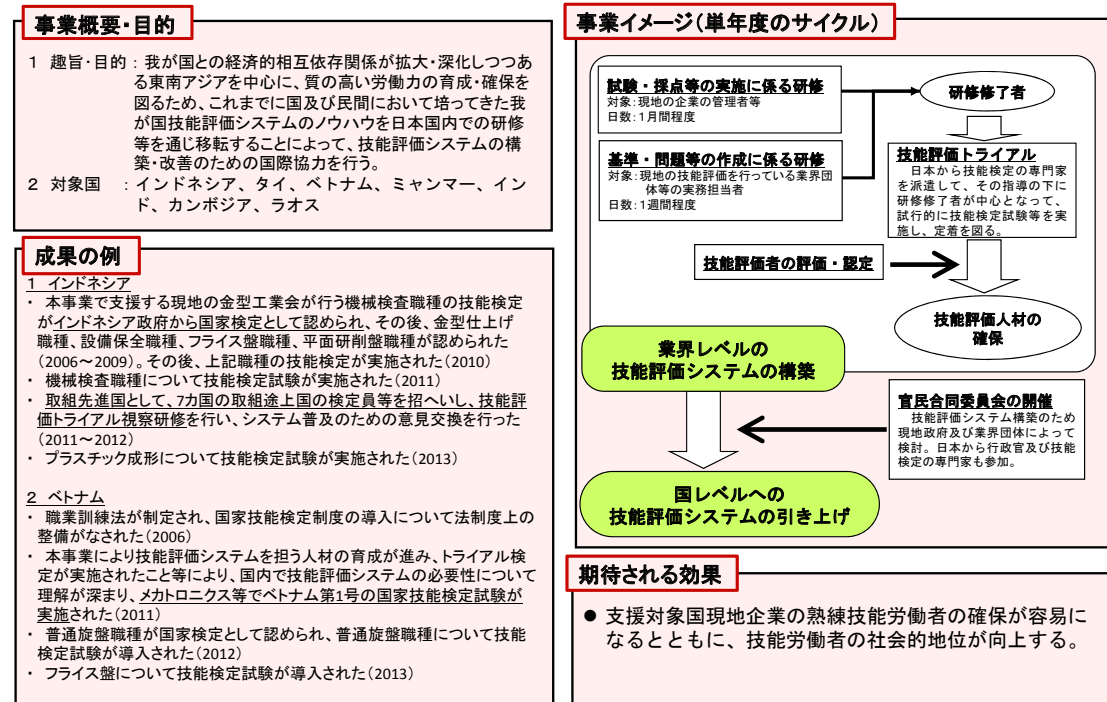 事業概要・目的
1 趣旨・目的：我が国との経済的相互依存関係が拡大・深化しつつあ
る東南アジアを中心に、質の高い労働力の育成・確保を
図るため、これまでに国及び民間において培ってきた我
が国技能評価システムのノウハウを日本国内での研修
等を通じ移転することによって、技能評価システムの構
築・改善のための国際協力を行う。
2 対象国 ：インドネシア、タイ、ベトナム、ミャンマー、イン
ド、カンボジア、ラオス
成果の例
1 インドネシア
・ 本事業で支援する現地の金型工業会が行う機械検査職種の技能検定
がインドネシア政府から国家検定として認められ、その後、金型仕上げ
職種、設備保全職種、フライス盤職種、平面研削盤職種が認められた
(2006～2009)。その後、上記職種の技能検定が実施された(2010)
・ 機械検査職種について技能検定試験が実施された(2011)
・ 取組先進国として、7カ国の取組途上国の検定員等を招へいし、技能評
価トライアル視察研修を行い、システム普及のための意見交換を行った
(2011～2012)
・ プラスチック成形について技能検定試験が実施された(2013)
2 ベトナム
・ 職業訓練法が制定され、国家技能検定制度の導入について法制度上の
整備がなされた(2006)
・ 本事業により技能評価システムを担う人材の育成が進み、トライアル検
定が実施されたこと等により、国内で技能評価システムの必要性について
理解が深まり、メカトロニクス等でベトナム第1号の国家技能検定試験が
実施された(2011)
・ 普通旋盤職種が国家検定として認められ、普通旋盤職種について技能
検定試験が導入された(2012)
・ フライス盤について技能検定試験が導入された(2013)
事業イメージ（単年度のサイクル）
試験・採点等の実施に係る研修
対象：現地の企業の管理者等
日数：1月間程度
基準・問題等の作成に係る研修
対象：現地の技能評価を行っている業界団
体等の実務担当者
日数：1週間程度
研修修了者
技能評価トライアル
日本から技能検定の専門家
を派遣して、その指導の下に
研修修了者が中心となって、
試行的に技能検定試験等を実
施し、定着を図る。
技能評価者の評価・認定
技能評価人材の
確保
業界レベルの
技能評価システムの構築
官民合同委員会の開催
技能評価システム構築のため
現地政府及び業界団体によって
検討。日本から行政官及び技能
検定の専門家も参加。
国レベルへの
技能評価システムの引き上げ
期待される効果
● 支援対象国現地企業の熟練技能労働者の確保が容易に
なるとともに、技能労働者の社会的地位が向上する。